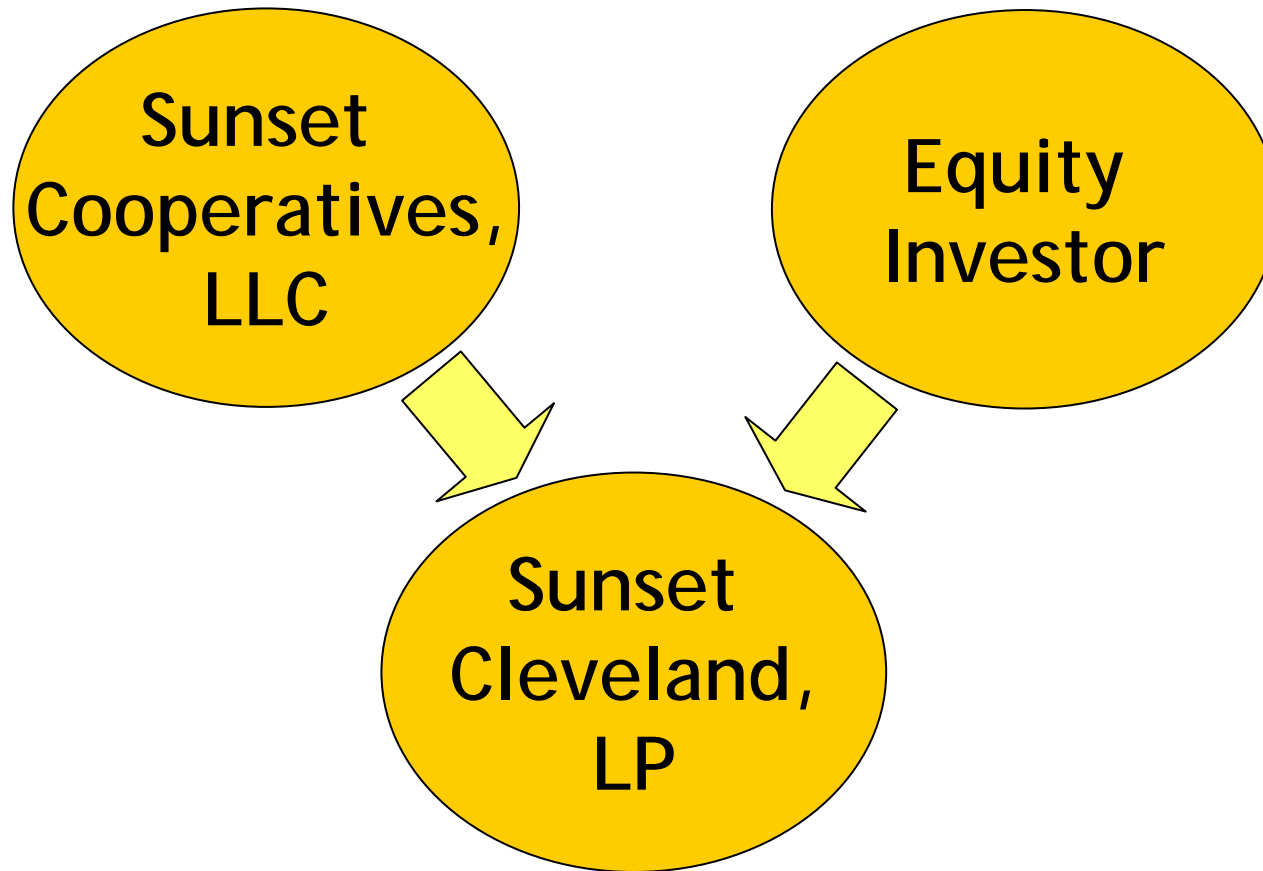 Sunset
Cooperatives,
LLC
Equity
Investor
Sunset
Cleveland,
LP